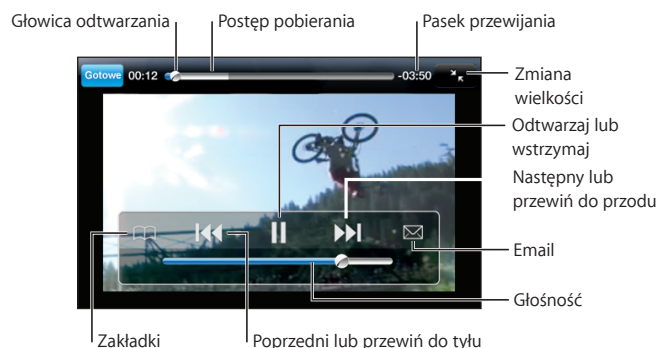 Głowica odtwarzania
Postęp pobierania
Pasek przewijania
Gotowe 00:12
-03:50
Zmiana
wielkości
Odtwarzaj lub
wstrzymaj
Następny lub
przewiń do przodu
Email
Głośność
Zakładki
Poprzedni lub przewiń do tyłu